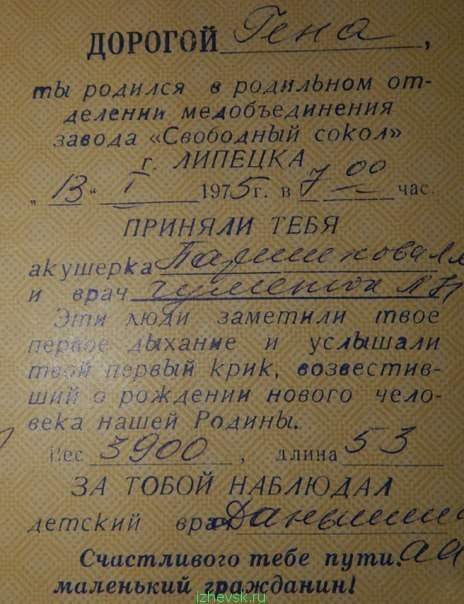 ДОРОГОЙ Гена,
ты родился в родильном от-
делении медобъединения
завода «Свободный сокол»
г. ЛИПЕЦКА
"13" I 1975г. в 7 00 час.
ПРИНЯЛИ ТЕБЯ
акушерка
и врач
Эти люди заметили твое
первое дыхание и услышали
твой первый крик, возвестив-
ший о рождении нового чело-
века нашей Родины.
Вес 3900, длина 53
ЗА ТОБОЙ НАБЛЮДАЛ
детский врач
Счастливого тебе пути,
маленький гражданин!
izhevsk.ru